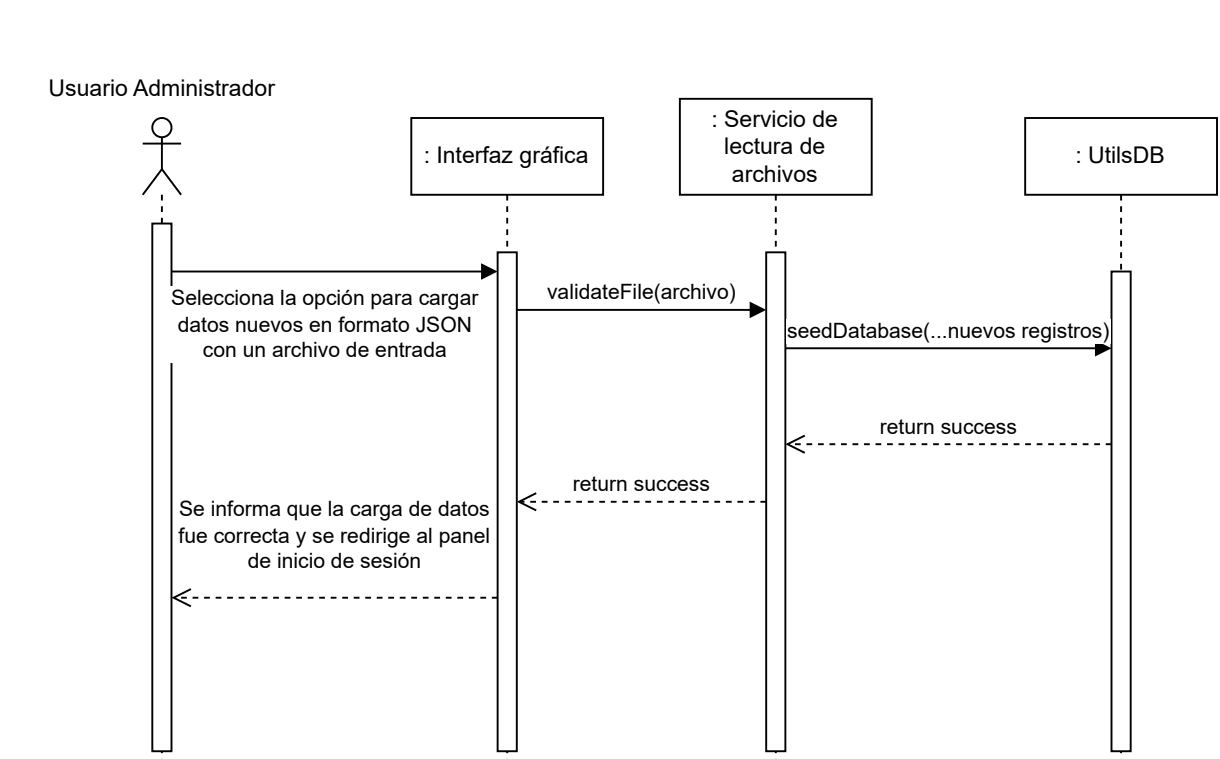 Usuario Administrador
: Interfaz gráfica
: Servicio de
lectura de
archivos
: UtilsDB
Selecciona la opción para cargar
datos nuevos en formato JSON
con un archivo de entrada
validateFile(archivo)
seedDatabase(...nuevos registros)
return success
return success
Se informa que la carga de datos
fue correcta y se redirige al panel
de inicio de sesión